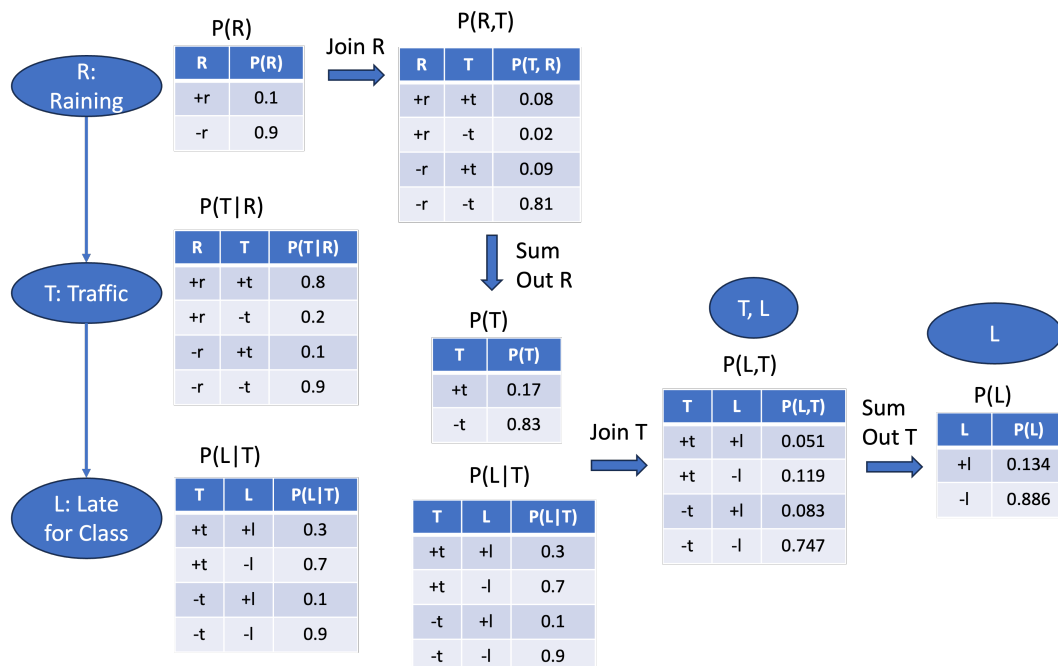 R:
Raining
P(R)
R P(R)
+r 0.1
-r 0.9
Join R
P(R,T)
R T P(T, R)
+r +t 0.08
+r -t 0.02
-r +t 0.09
-r -t 0.81
Sum
Out R
T: Traffic
P(T|R)
R T P(T|R)
+r +t 0.8
+r -t 0.2
-r +t 0.1
-r -t 0.9
P(T)
T P(T)
+t 0.17
-t 0.83
Join T
L: Late
for Class
P(L|T)
T L P(L|T)
+t +l 0.3
+t -l 0.7
-t +l 0.1
-t -l 0.9
P(L|T)
T L P(L|T)
+t +l 0.3
+t -l 0.7
-t +l 0.1
-t -l 0.9
T, L
P(L,T)
T L P(L,T)
+t +l 0.051
+t -l 0.119
-t +l 0.083
-t -l 0.747
Sum
Out T
L
P(L)
L P(L)
+l 0.134
-l 0.886